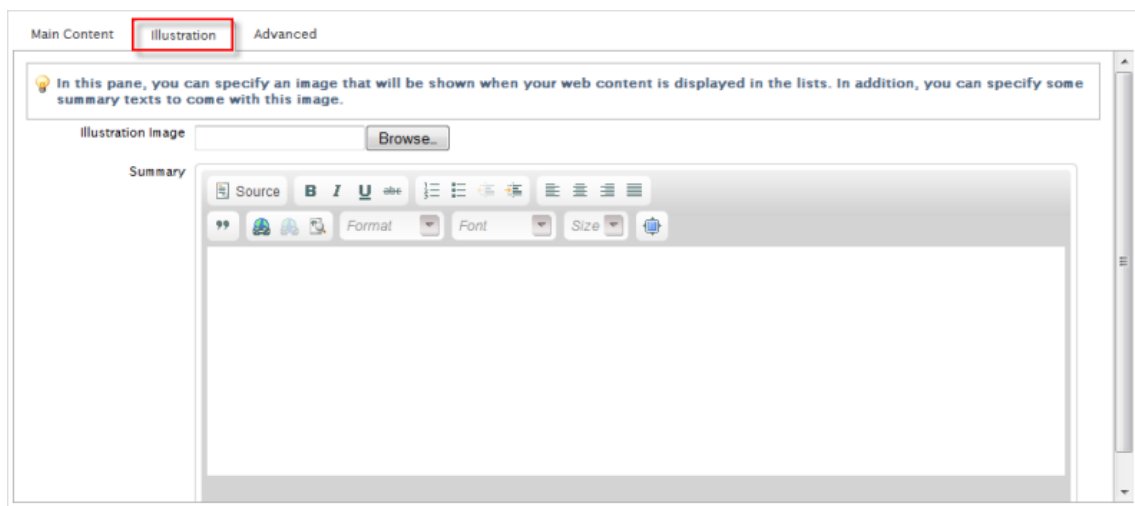 Main Content Illustration Advanced
In this pane, you can specify an image that will be shown when your web content is displayed in the lists. In addition, you can specify some
summary texts to come with this image.
Illustration Image Browse..
Summary
Source B I U abc
Format Font Size